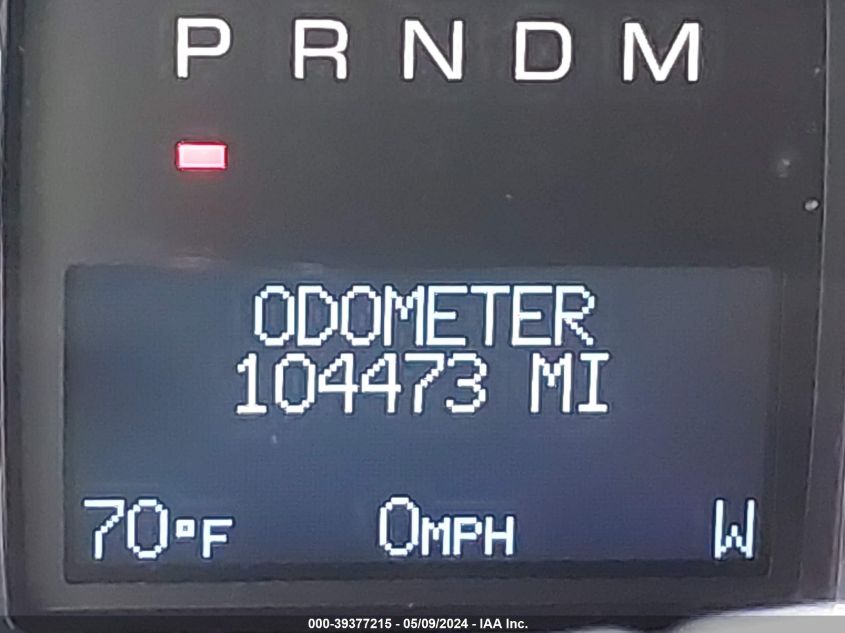 P R N D M
ODOMETER
104473 MI
70°F 0MPH W
000-39377215 - 05/09/2024 - IAA Inc.